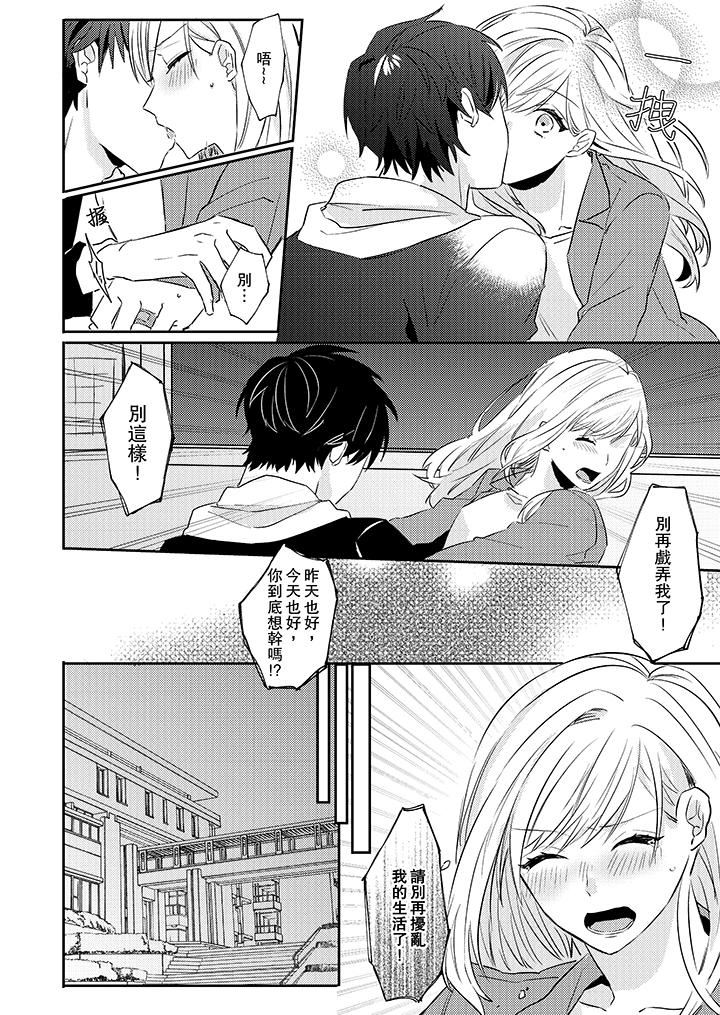 拽
唔~~
握
別…
別再戲弄我了！
別這樣！
昨天也好，
今天也好，
你到底想幹嗎!?
請別再擾亂
我的生活了！